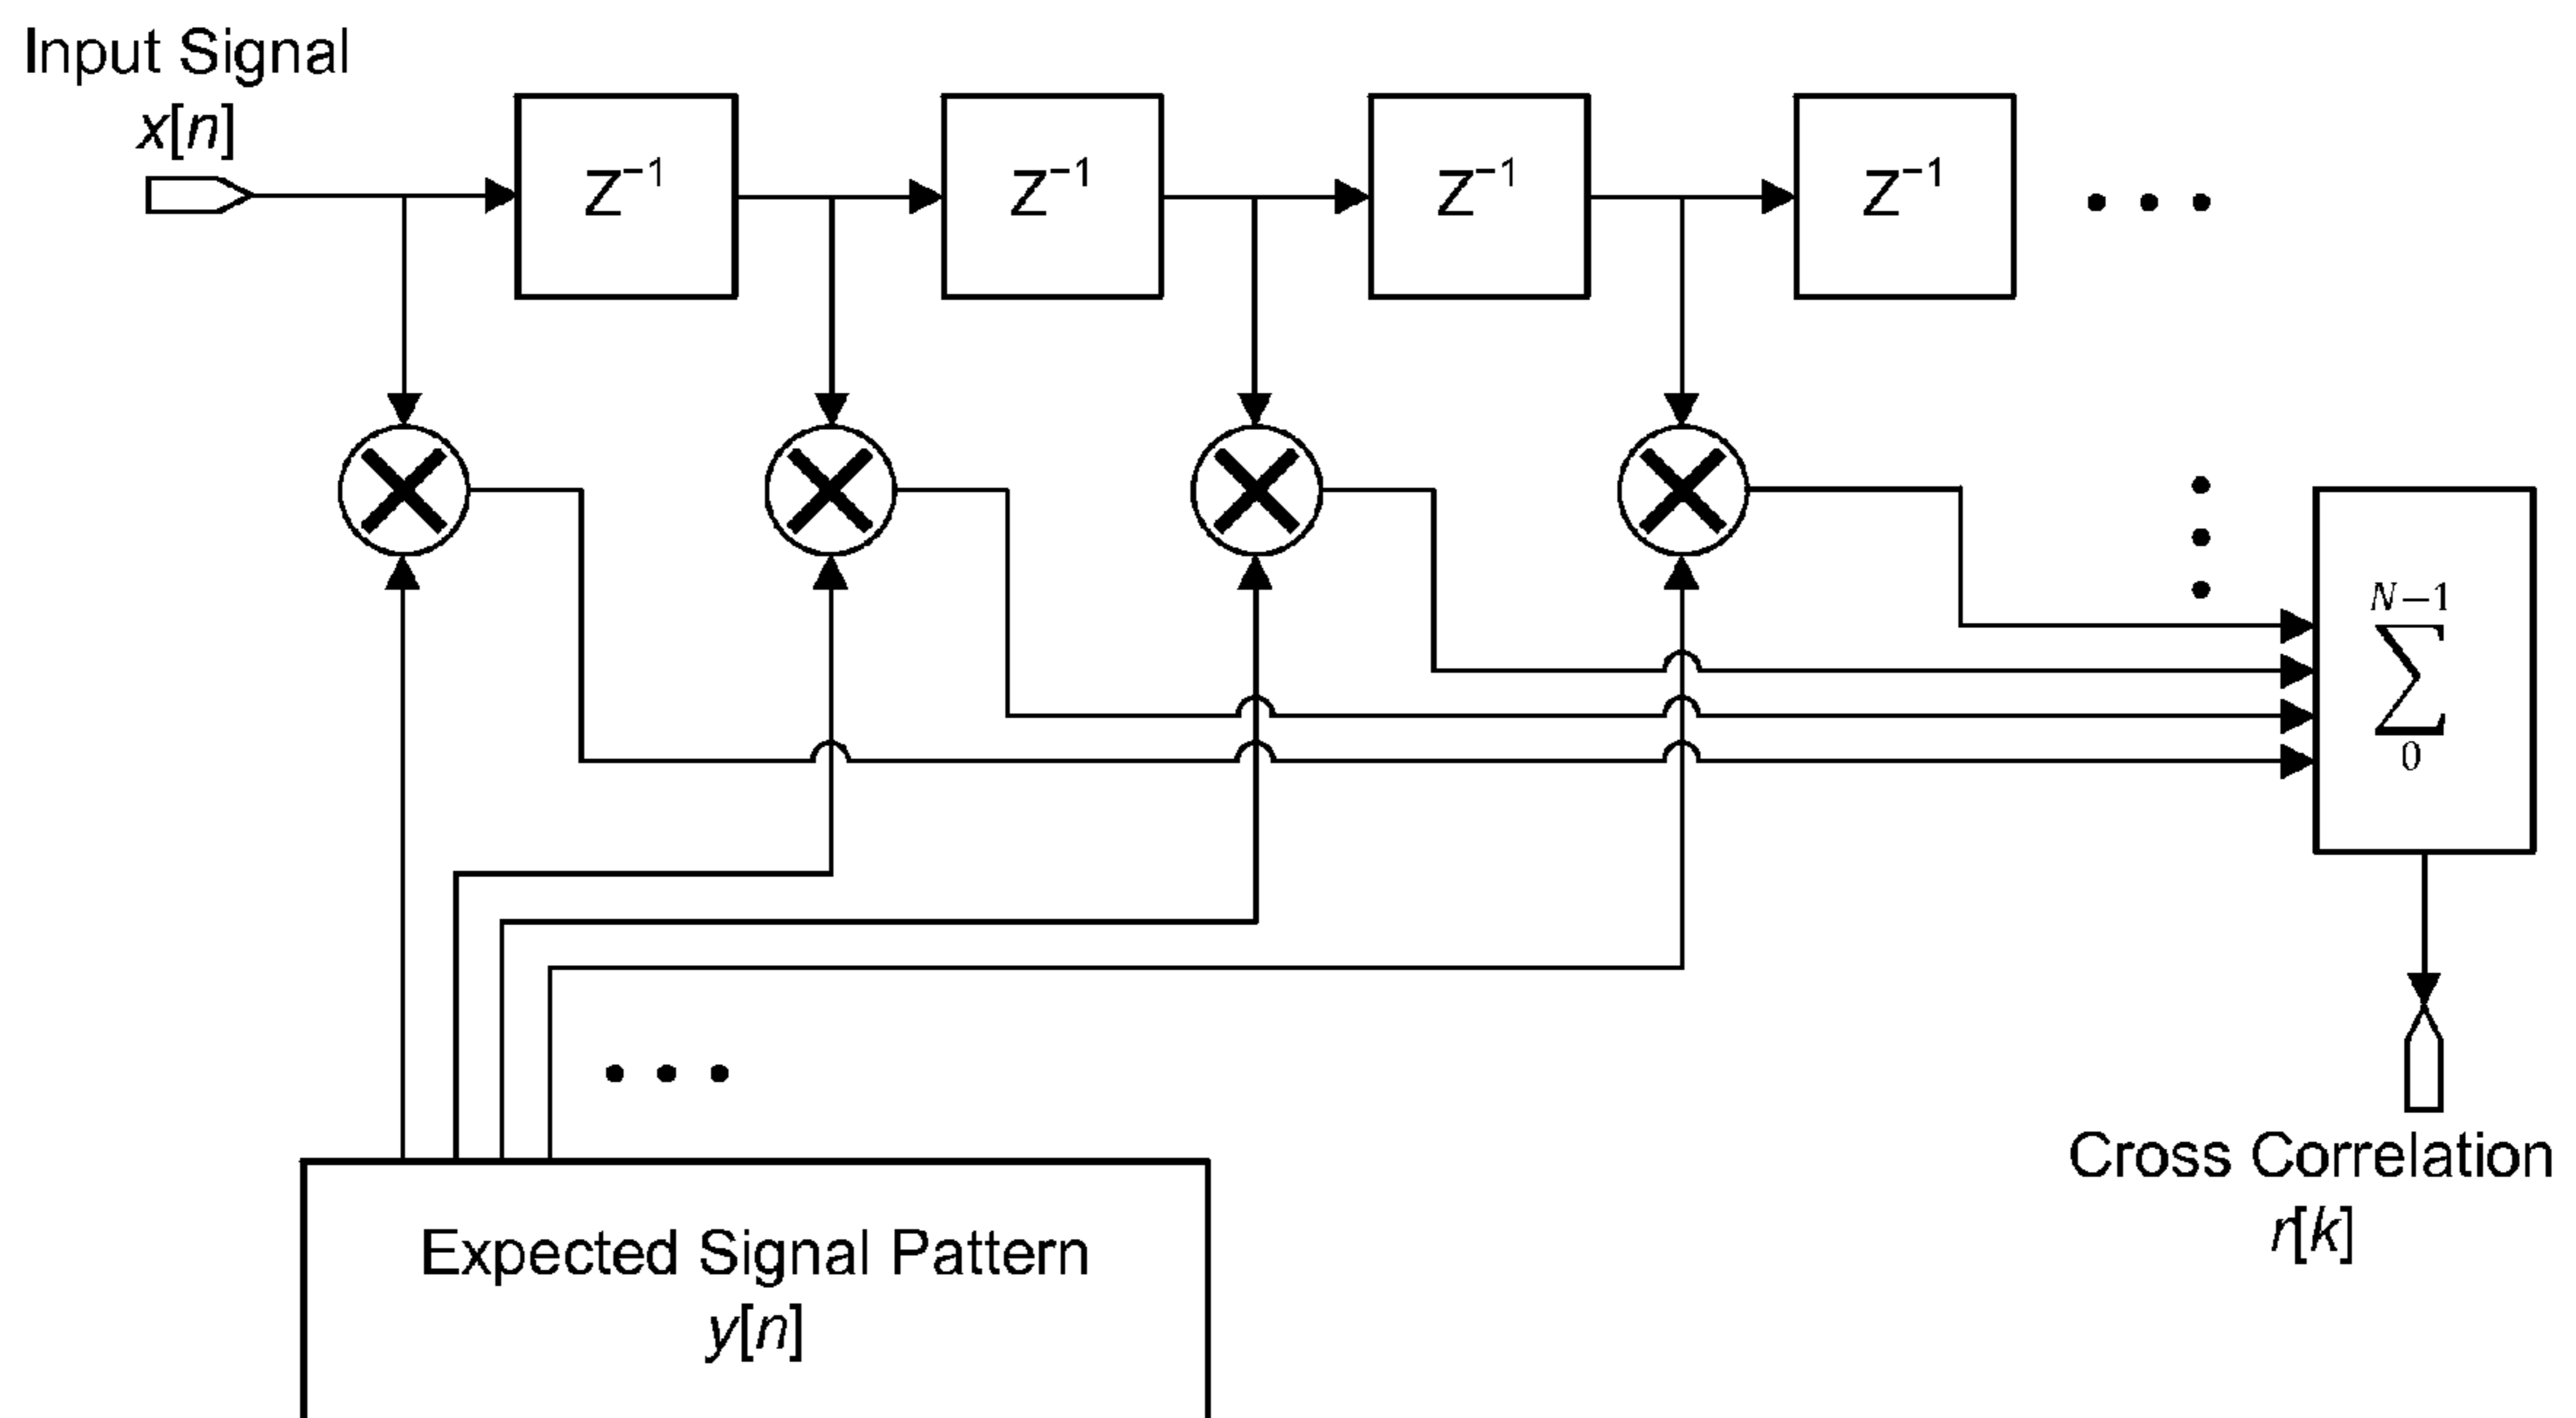 Input Signal
x[n]
Z⁻¹ Z⁻¹ Z⁻¹ Z⁻¹
N−1
∑
0
Cross Correlation
r[k]
Expected Signal Pattern
y[n]